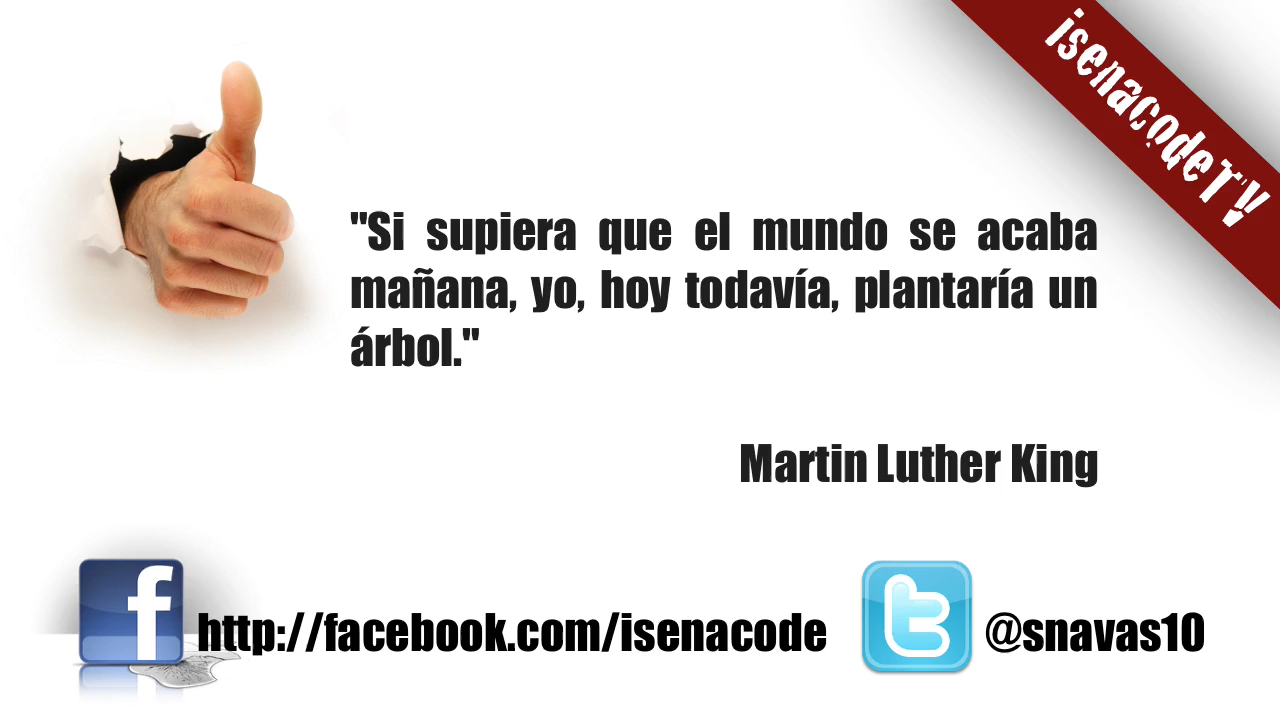 isenacodeTV
"Si supiera que el mundo se acaba
mañana, yo, hoy todavía, plantaría un
árbol."
Martin Luther King
http://facebook.com/isenacode
@snavas10